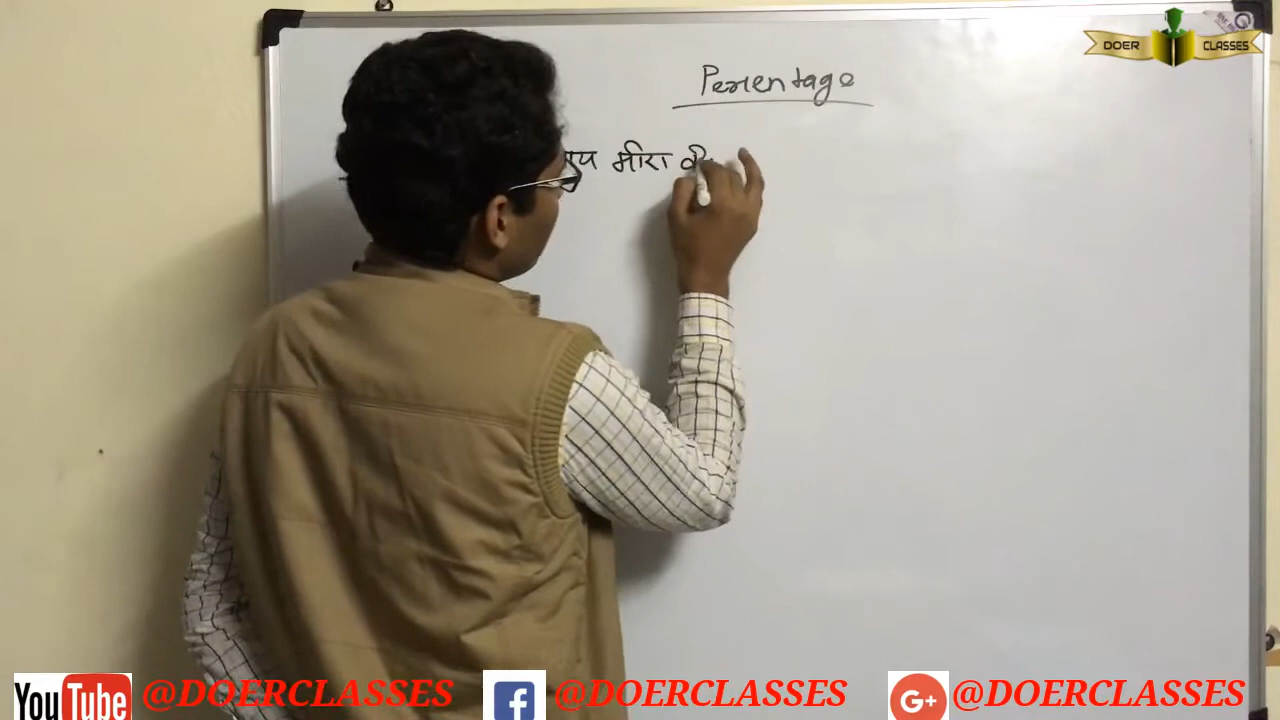 DOER CLASSES
Percentage
मीरा
YouTube @DOERCLASSES @DOERCLASSES G+ @DOERCLASSES